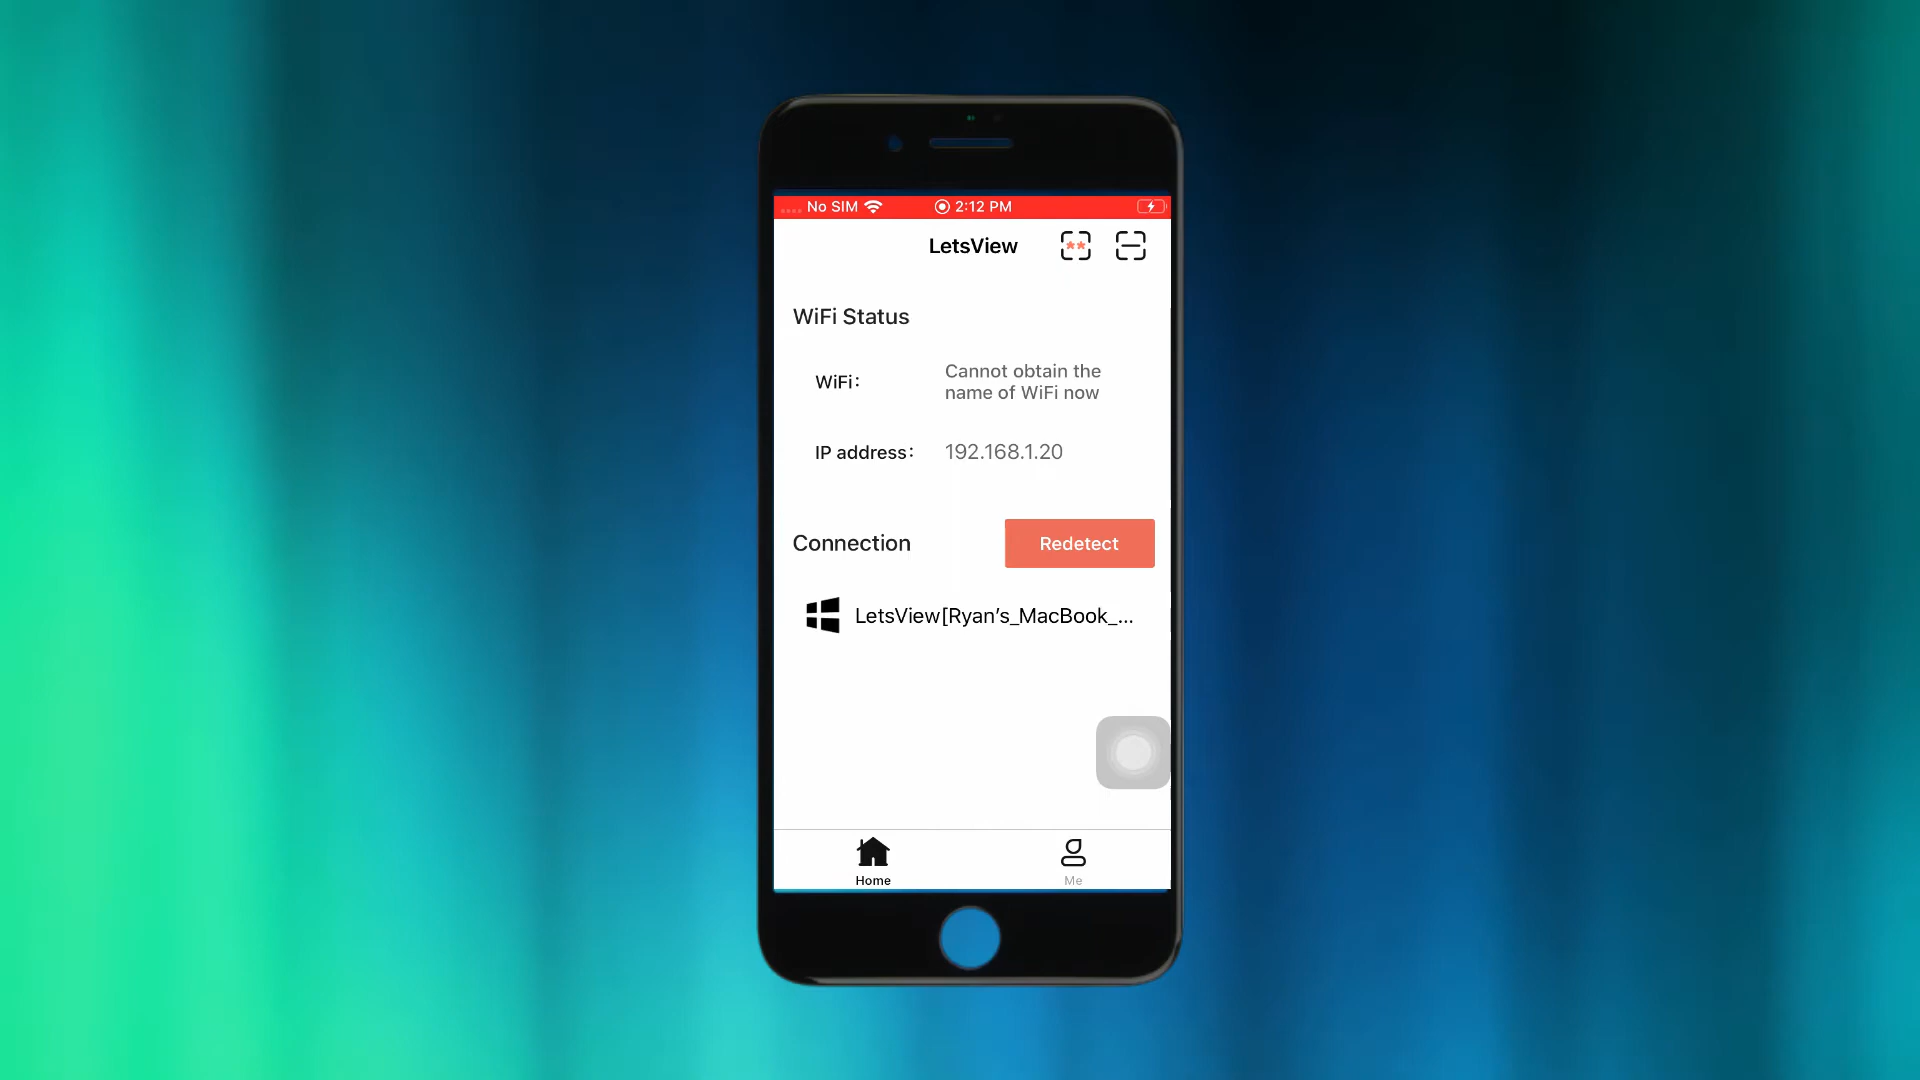 No SIM 2:12 PM
LetsView
WiFi Status
WiFi:
Cannot obtain the
name of WiFi now
IP address: 192.168.1.20
Connection Redetect
LetsView[Ryan’s_MacBook_...
Home Me